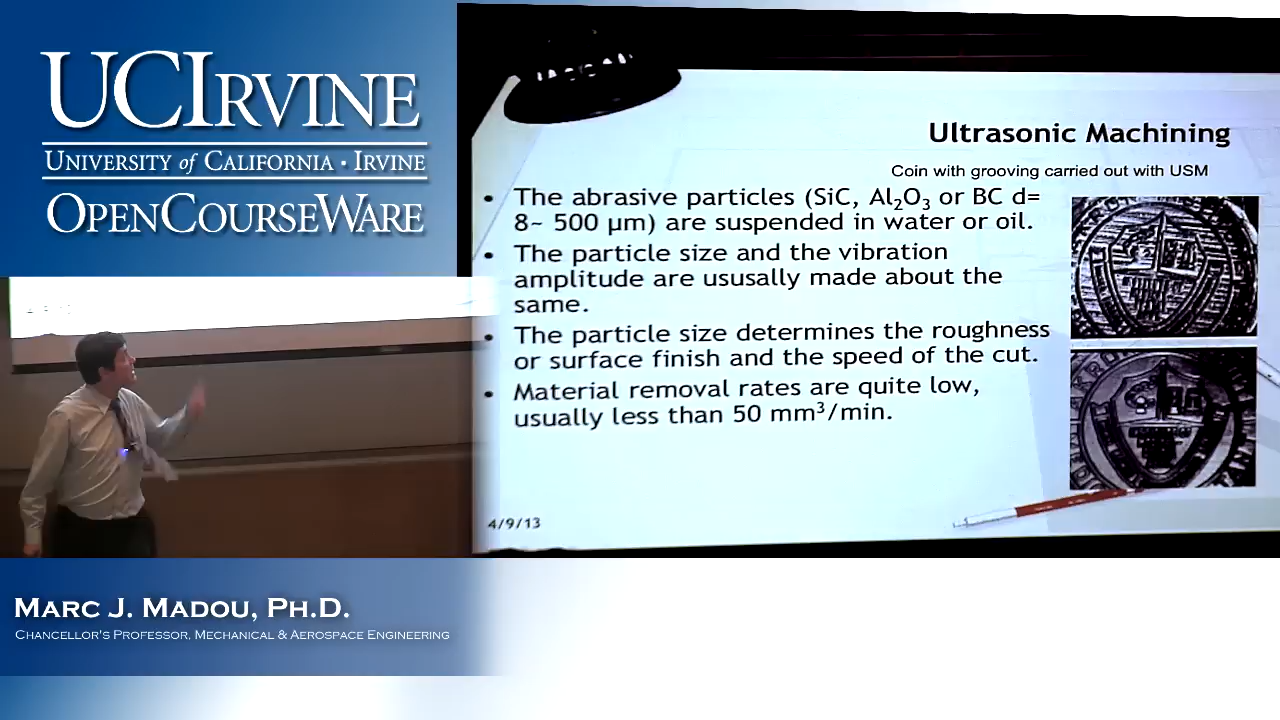 UCIRVINE
UNIVERSITY of CALIFORNIA · IRVINE
OPENCOURSEWARE
Ultrasonic Machining
Coin with grooving carried out with USM
• The abrasive particles (SiC, Al₂O₃ or BC d=
8~ 500 µm) are suspended in water or oil.
• The particle size and the vibration
amplitude are ususally made about the
same.
• The particle size determines the roughness
or surface finish and the speed of the cut.
• Material removal rates are quite low,
usually less than 50 mm³/min.
4/9/13
MARC J. MADOU, PH.D.
CHANCELLOR'S PROFESSOR, MECHANICAL & AEROSPACE ENGINEERING